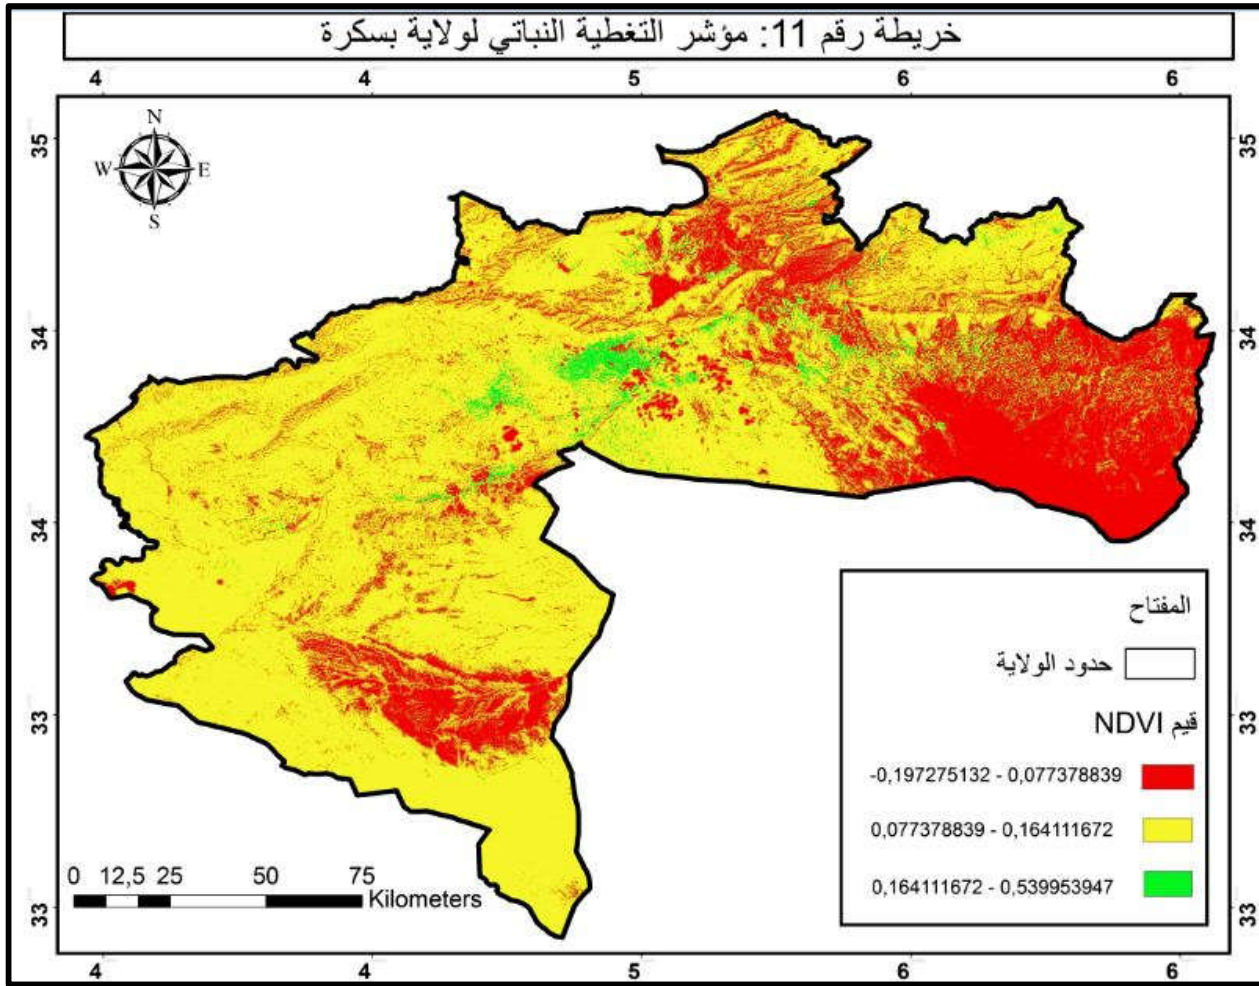 خريطة رقم 11: مؤشر التغطية النباتي لولاية بسكرة
4 4 5 6 6
35 35
34 34
34 34
33 33
33 33
N
W E
S
المفتاح
حدود الولاية
قيم NDVI
-0,197275132 - 0,077378839
0,077378839 - 0,164111672
0,164111672 - 0,539953947
0 12,5 25 50 75
Kilometers
4 4 5 6 6